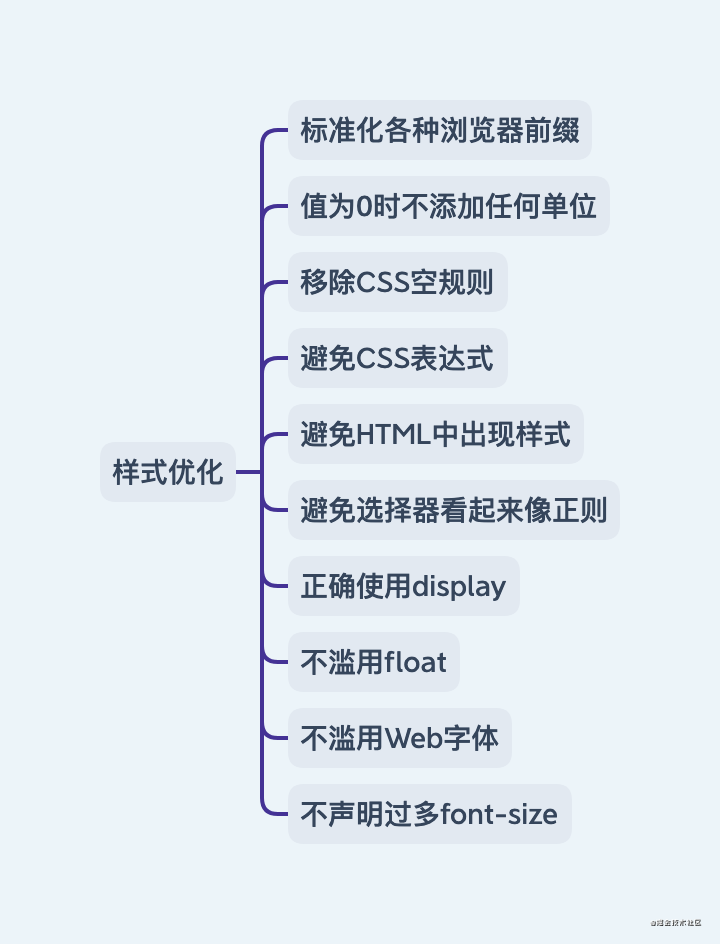 标准化各种浏览器前缀
值为0时不添加任何单位
移除CSS空规则
避免CSS表达式
避免HTML中出现样式
样式优化
避免选择器看起来像正则
正确使用display
不滥用float
不滥用Web字体
不声明过多font-size
@掘金技术社区